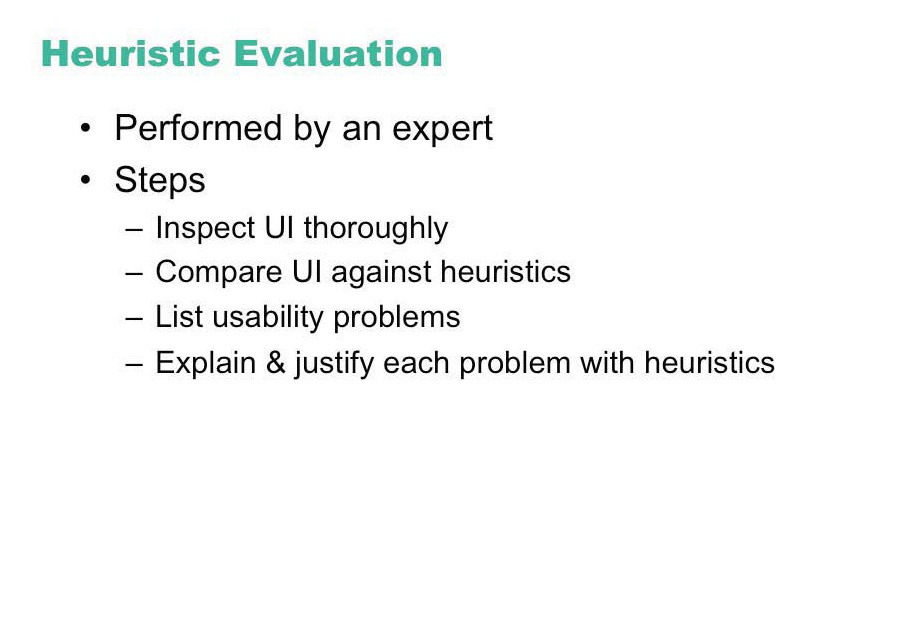 Heuristic Evaluation
• Performed by an expert
• Steps
– Inspect UI thoroughly
– Compare UI against heuristics
– List usability problems
– Explain & justify each problem with heuristics